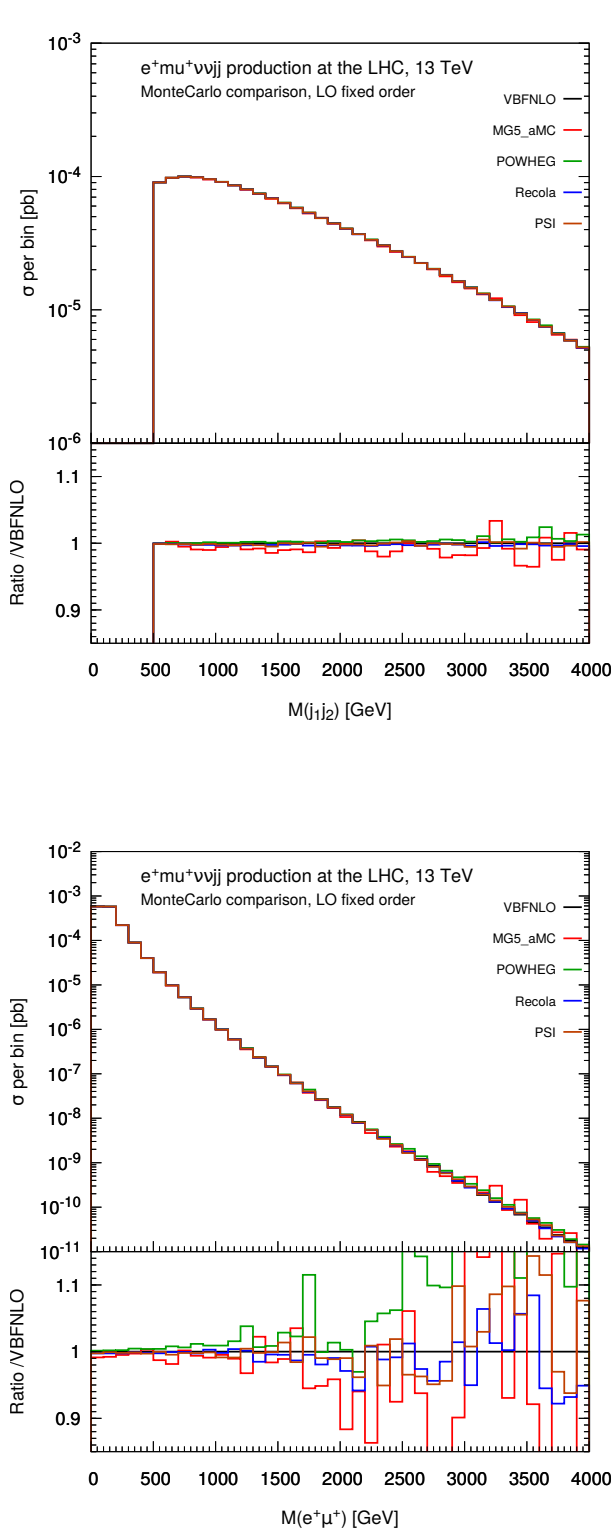 10⁻³
e⁺mu⁺ννjj production at the LHC, 13 TeV
MonteCarlo comparison, LO fixed order
VBFNLO
MG5_aMC
POWHEG
Recola
PSI
10⁻⁴
σ per bin [pb]
10⁻⁵
10⁻⁶
1.1
Ratio /VBFNLO
1
0.9
0 500 1000 1500 2000 2500 3000 3500 4000
M(j₁j₂) [GeV]
10⁻²
e⁺mu⁺ννjj production at the LHC, 13 TeV
MonteCarlo comparison, LO fixed order
VBFNLO
MG5_aMC
POWHEG
Recola
PSI
10⁻³
10⁻⁴
10⁻⁵
σ per bin [pb]
10⁻⁶
10⁻⁷
10⁻⁸
10⁻⁹
10⁻¹⁰
10⁻¹¹
1.1
Ratio /VBFNLO
1
0.9
0 500 1000 1500 2000 2500 3000 3500 4000
M(e⁺μ⁺) [GeV]